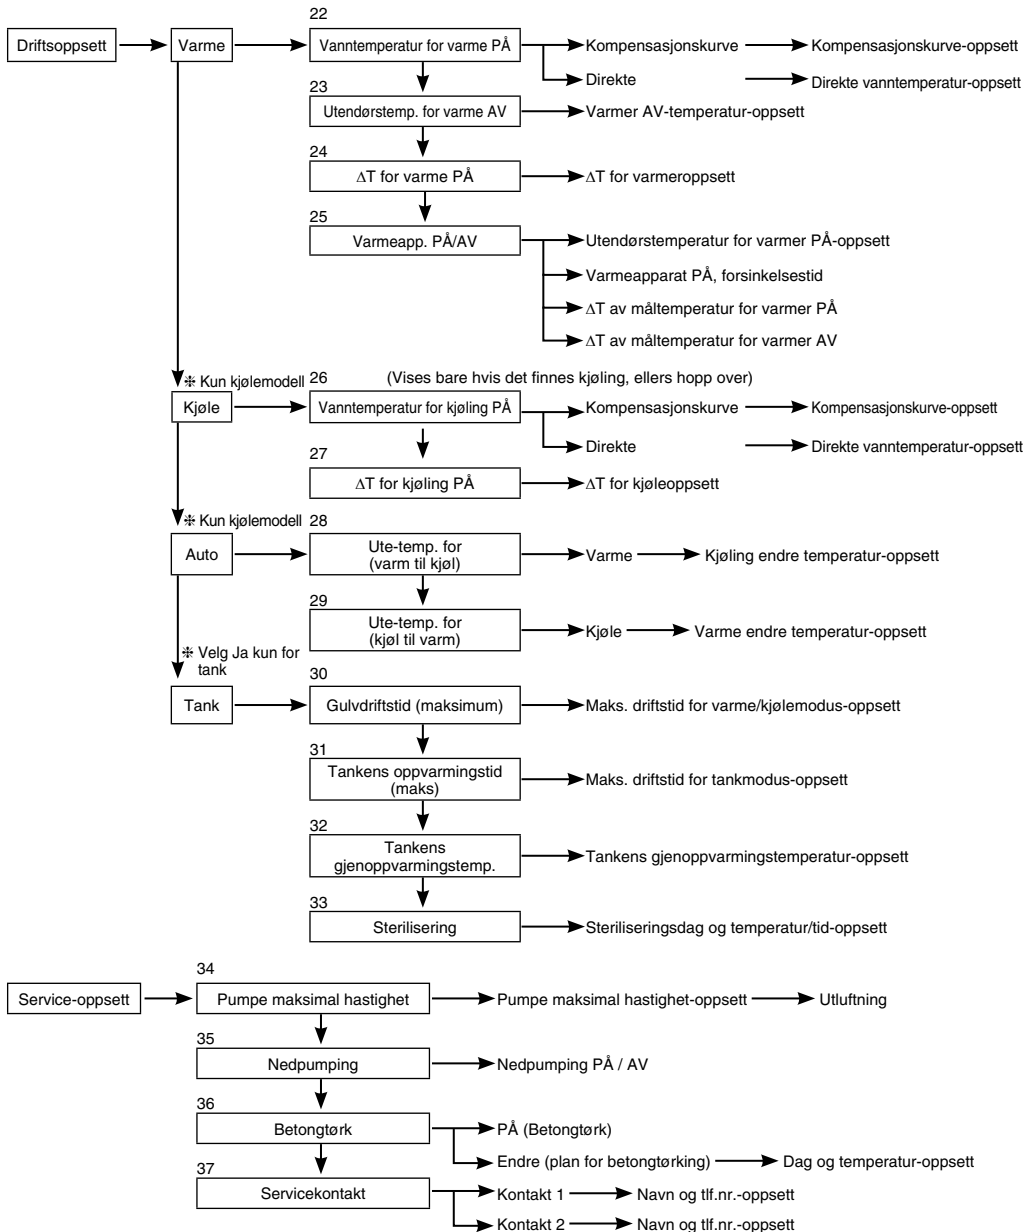 22
Driftsoppsett
Varme
Vanntemperatur for varme PÅ
Kompensasjonskurve
Kompensasjonskurve-oppsett
Direkte
Direkte vanntemperatur-oppsett
23
Utendørstemp. for varme AV
Varmer AV-temperatur-oppsett
24
ΔT for varme PÅ
ΔT for varmeroppsett
25
Varmeapp. PÅ/AV
Utendørstemperatur for varmer PÅ-oppsett
Varmeapparat PÅ, forsinkelsestid
ΔT av måltemperatur for varmer PÅ
ΔT av måltemperatur for varmer AV
❈ Kun kjølemodell
26
(Vises bare hvis det finnes kjøling, ellers hopp over)
Kjøle
Vanntemperatur for kjøling PÅ
Kompensasjonskurve
Kompensasjonskurve-oppsett
Direkte
Direkte vanntemperatur-oppsett
27
ΔT for kjøling PÅ
ΔT for kjøleoppsett
❈ Kun kjølemodell
28
Auto
Ute-temp. for
(varm til kjøl)
Varme
Kjøling endre temperatur-oppsett
29
Ute-temp. for
(kjøl til varm)
Kjøle
Varme endre temperatur-oppsett
❈ Velg Ja kun for
tank
30
Tank
Gulvdriftstid (maksimum)
Maks. driftstid for varme/kjølemodus-oppsett
31
Tankens oppvarmingstid
(maks)
Maks. driftstid for tankmodus-oppsett
32
Tankens
gjenoppvarmingstemp.
Tankens gjenoppvarmingstemperatur-oppsett
33
Sterilisering
Steriliseringsdag og temperatur/tid-oppsett
34
Service-oppsett
Pumpe maksimal hastighet
Pumpe maksimal hastighet-oppsett
Utluftning
35
Nedpumping
Nedpumping PÅ / AV
36
Betongtørk
PÅ (Betongtørk)
Endre (plan for betongtørking)
Dag og temperatur-oppsett
37
Servicekontakt
Kontakt 1
Navn og tlf.nr.-oppsett
Kontakt 2
Navn og tlf.nr.-oppsett